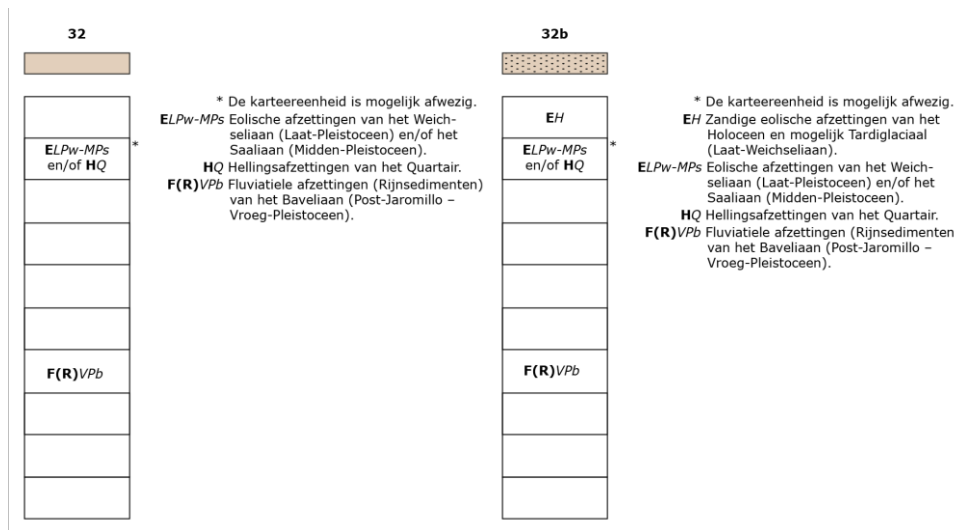 32
* De karteereenheid is mogelijk afwezig.
ELPw-MPs Eolische afzettingen van het Weich-
seliaan (Laat-Pleistoceen) en/of het
Saaliaan (Midden-Pleistoceen).
HQ Hellingsafzettingen van het Quartair.
F(R)VPb Fluviatiele afzettingen (Rijnsedimenten)
van het Baveliaan (Post-Jaromillo –
Vroeg-Pleistoceen).
ELPw-MPs
en/of HQ
*
F(R)VPb
32b
* De karteereenheid is mogelijk afwezig.
EH Zandige eolische afzettingen van het
Holoceen en mogelijk Tardiglaciaal
(Laat-Weichseliaan).
ELPw-MPs Eolische afzettingen van het Weich-
seliaan (Laat-Pleistoceen) en/of het
Saaliaan (Midden-Pleistoceen).
HQ Hellingsafzettingen van het Quartair.
F(R)VPb Fluviatiele afzettingen (Rijnsedimenten
van het Baveliaan (Post-Jaromillo –
Vroeg-Pleistoceen).
EH
ELPw-MPs
en/of HQ
*
F(R)VPb